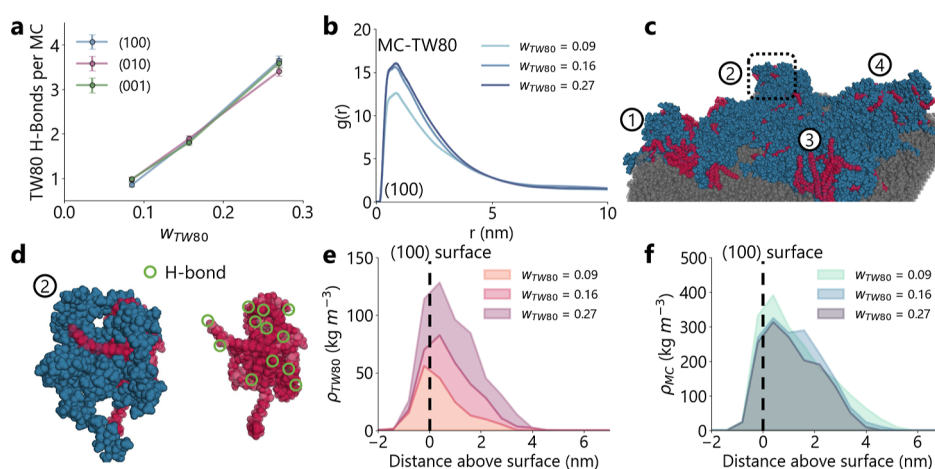 a
TW80 H-Bonds per MC
4
3
2
1
(100)
(010)
(001)
0.0
0.1
0.2
0.3
wTW80
b
MC-TW80
wTW80 = 0.09
wTW80 = 0.16
wTW80 = 0.27
g(r)
20
15
10
5
0
(100)
0
5
10
r (nm)
c
1
2
3
4
d
2
H-bond
e
(100) surface
wTW80 = 0.09
wTW80 = 0.16
wTW80 = 0.27
ρTW80 (kg m−3)
150
100
50
0
−2
0
2
4
Distance above surface (nm)
f
(100) surface
wTW80 = 0.09
wTW80 = 0.16
wTW80 = 0.27
ρMC (kg m−3)
500
400
300
200
100
0
−2
0
2
4
6
Distance above surface (nm)